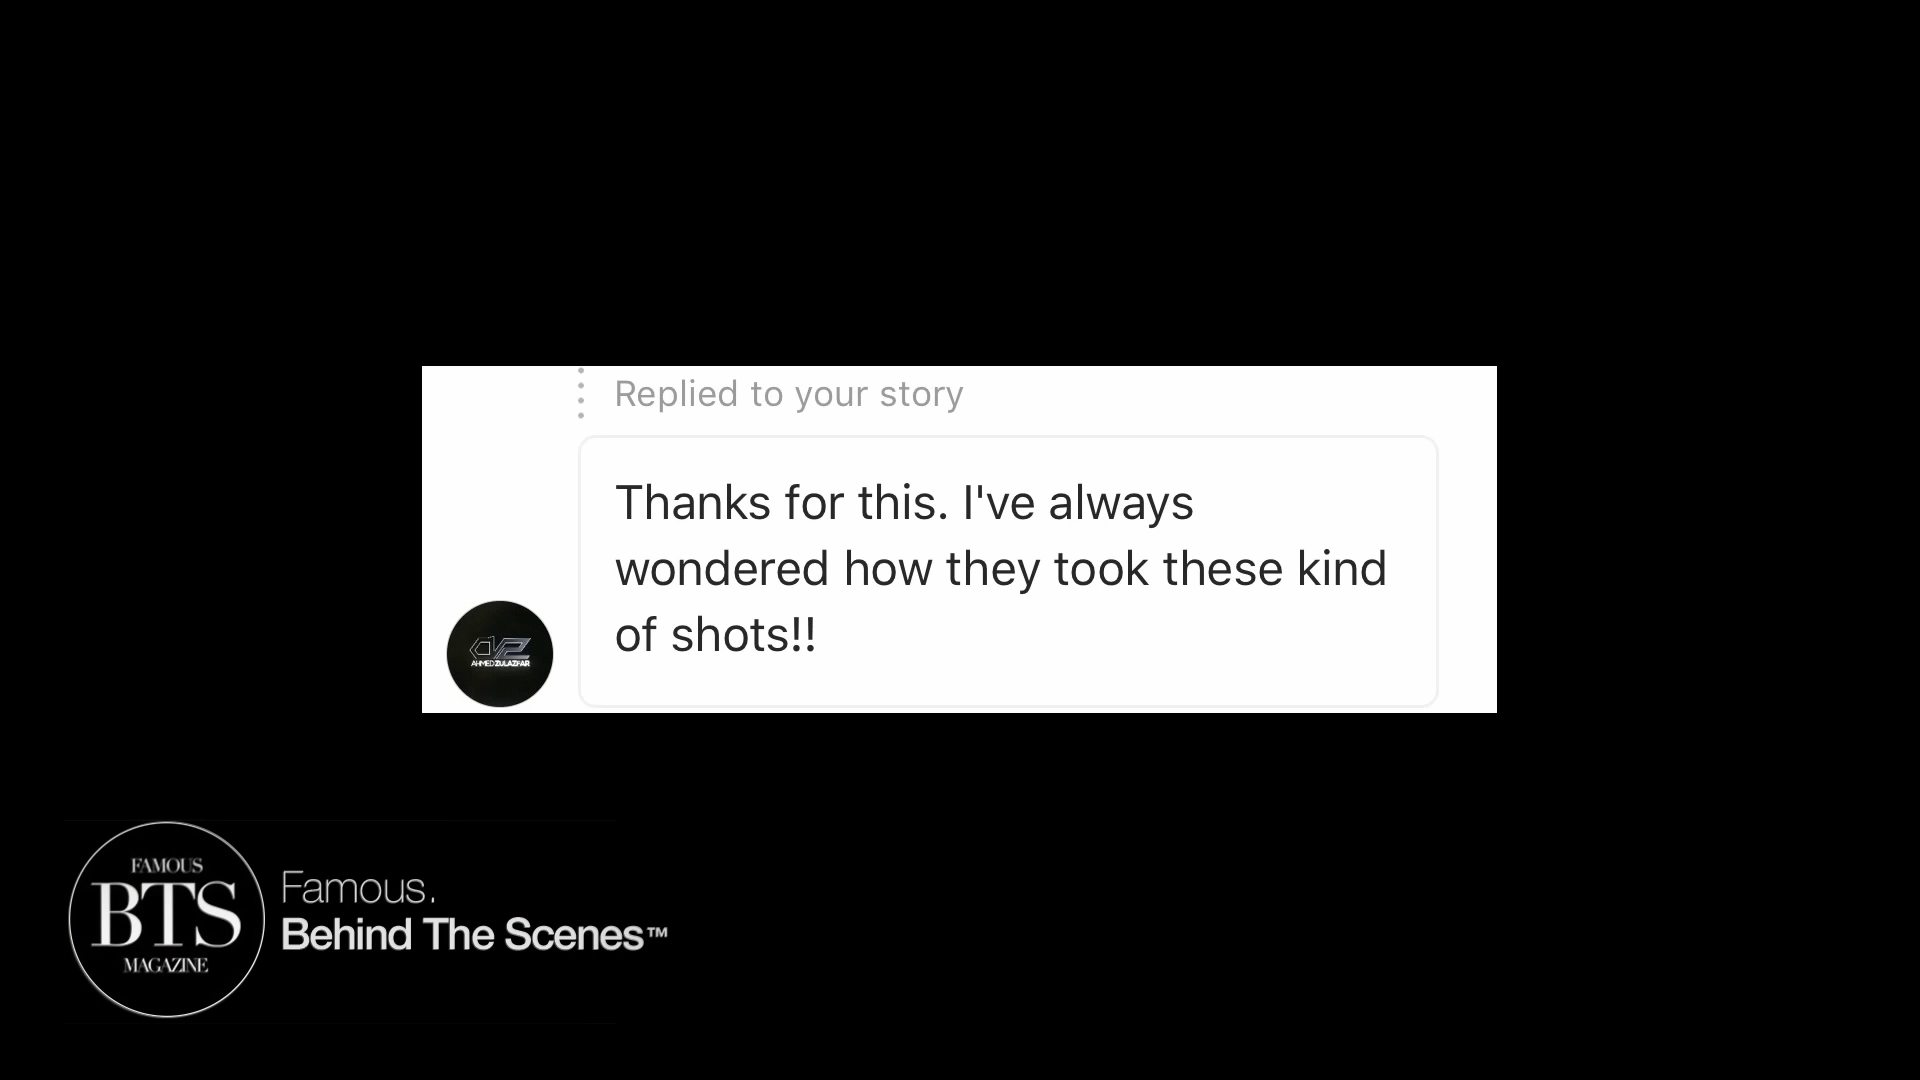 Replied to your story
Thanks for this. I've always
wondered how they took these kind
of shots!!
AHMEDZULAZFAR
FAMOUS
BTS
MAGAZINE
Famous.
Behind The Scenes™